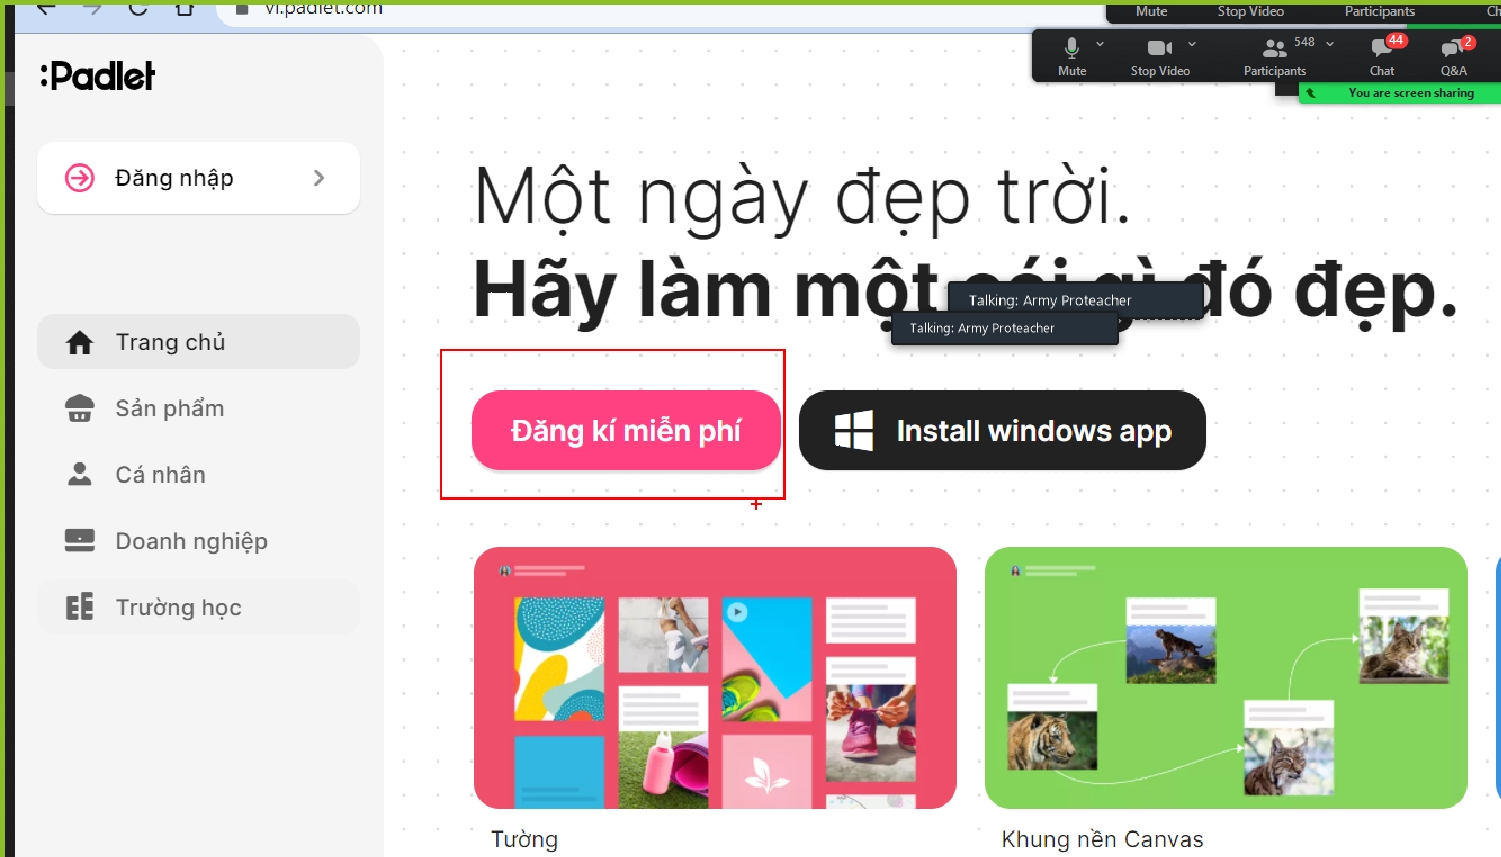 vi.padlet.com
Mute Stop Video Participants
Mute Stop Video Participants 548 Chat 44 Q&A 2
You are screen sharing
:Padlet
Đăng nhập
Trang chủ
Sản phẩm
Cá nhân
Doanh nghiệp
Trường học
Một ngày đẹp trời.
Hãy làm một cái gì đó đẹp.
Talking: Army Proteacher
Talking: Army Proteacher
Đăng kí miễn phí
Install windows app
Tường
Khung nền Canvas